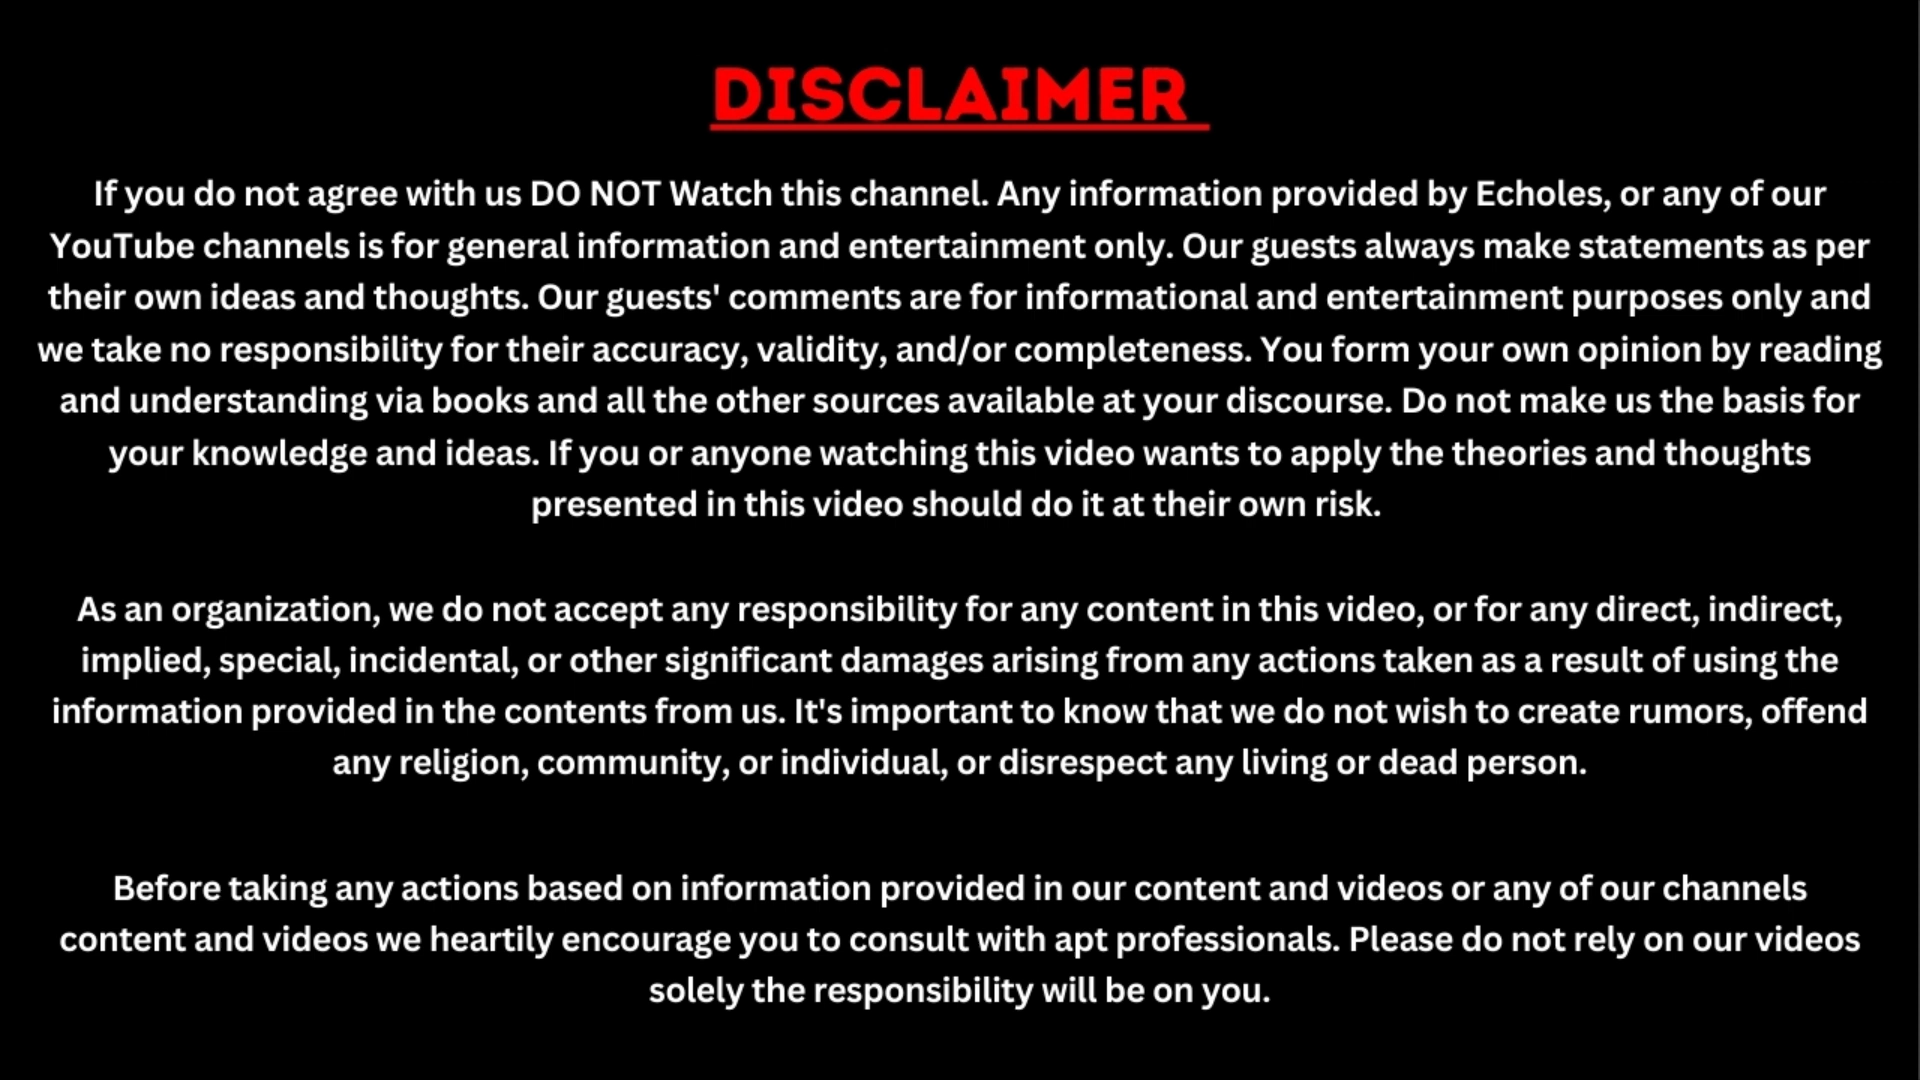 DISCLAIMER
If you do not agree with us DO NOT Watch this channel. Any information provided by Echoles, or any of our
YouTube channels is for general information and entertainment only. Our guests always make statements as per
their own ideas and thoughts. Our guests' comments are for informational and entertainment purposes only and
we take no responsibility for their accuracy, validity, and/or completeness. You form your own opinion by reading
and understanding via books and all the other sources available at your discourse. Do not make us the basis for
your knowledge and ideas. If you or anyone watching this video wants to apply the theories and thoughts
presented in this video should do it at their own risk.
As an organization, we do not accept any responsibility for any content in this video, or for any direct, indirect,
implied, special, incidental, or other significant damages arising from any actions taken as a result of using the
information provided in the contents from us. It's important to know that we do not wish to create rumors, offend
any religion, community, or individual, or disrespect any living or dead person.
Before taking any actions based on information provided in our content and videos or any of our channels
content and videos we heartily encourage you to consult with apt professionals. Please do not rely on our videos
solely the responsibility will be on you.